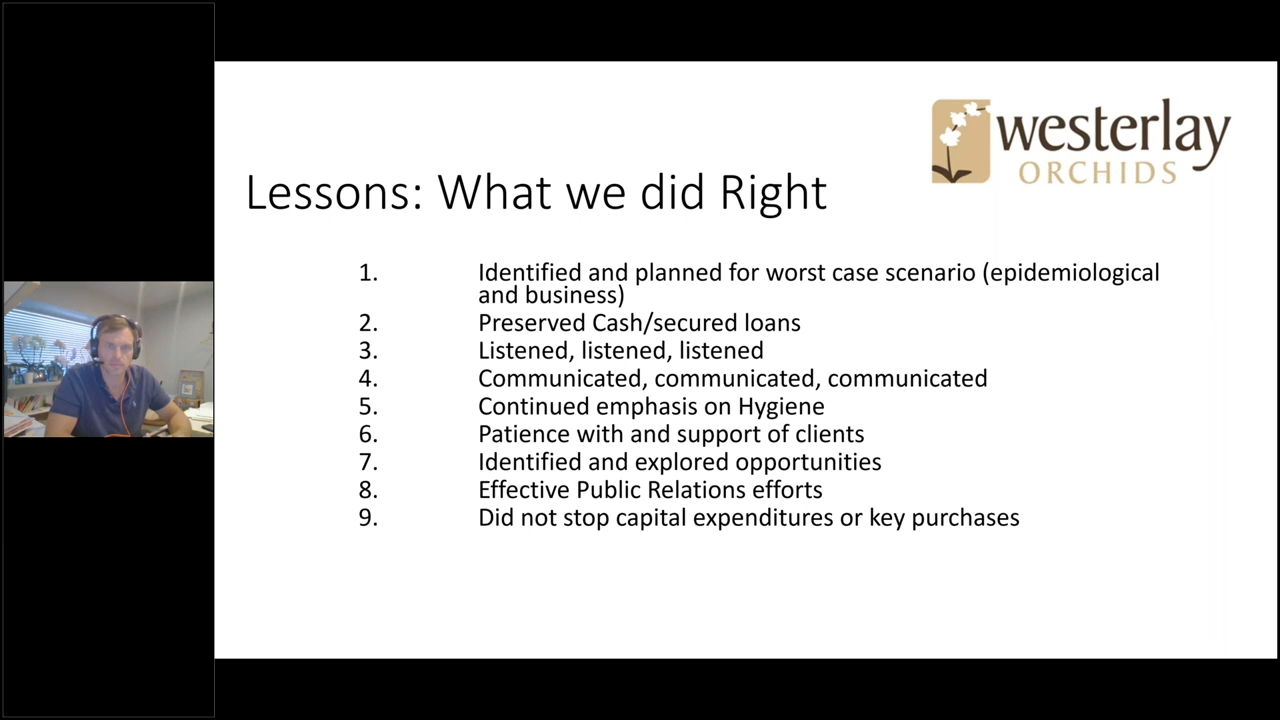 westerlay
ORCHIDS
Lessons: What we did Right
1. Identified and planned for worst case scenario (epidemiological
and business)
2. Preserved Cash/secured loans
3. Listened, listened, listened
4. Communicated, communicated, communicated
5. Continued emphasis on Hygiene
6. Patience with and support of clients
7. Identified and explored opportunities
8. Effective Public Relations efforts
9. Did not stop capital expenditures or key purchases